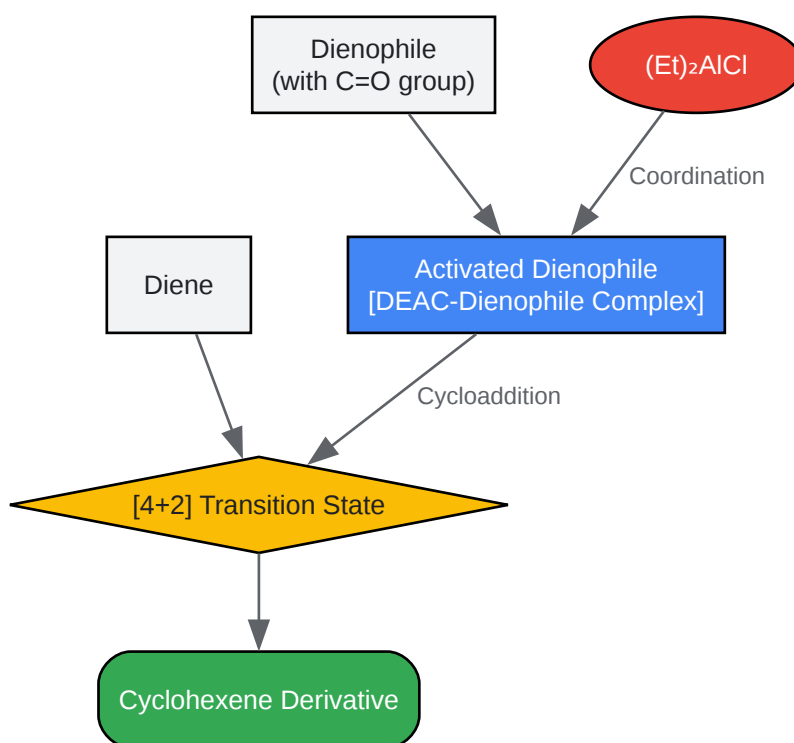 Dienophile
(with C=O group)
(Et)₂AlCl
Coordination
Diene
Activated Dienophile
[DEAC-Dienophile Complex]
Cycloaddition
[4+2] Transition State
Cyclohexene Derivative